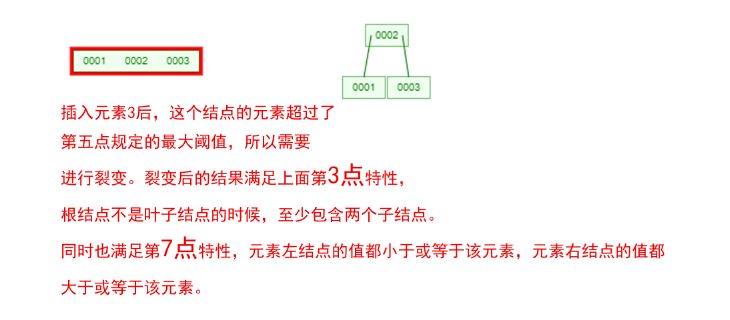 0002
0001 0002 0003
0001 0003
插入元素3后，这个结点的元素超过了
第五点规定的最大阈值，所以需要
进行裂变。裂变后的结果满足上面第3点特性，
根结点不是叶子结点的时候，至少包含两个子结点。
同时也满足第7点特性，元素左结点的值都小于或等于该元素，元素右结点的值都
大于或等于该元素。